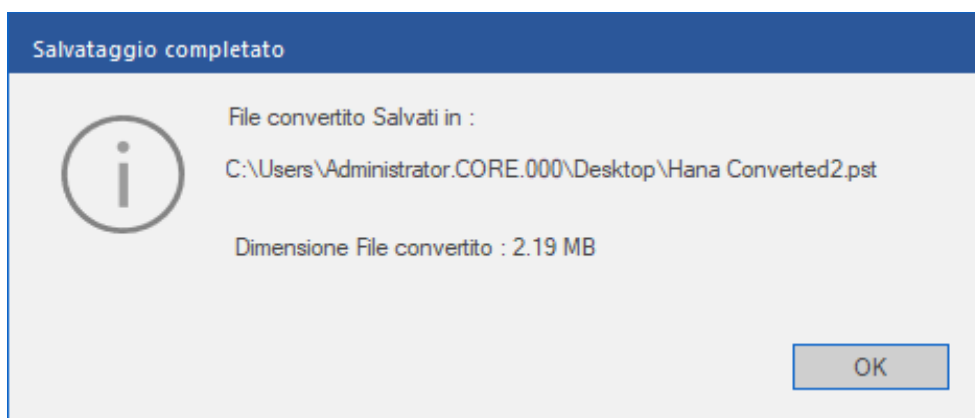 Salvataggio completato
File convertito Salvati in :
C:\Users\Administrator.CORE.000\Desktop\Hana Converted2.pst
Dimensione File convertito : 2.19 MB
OK